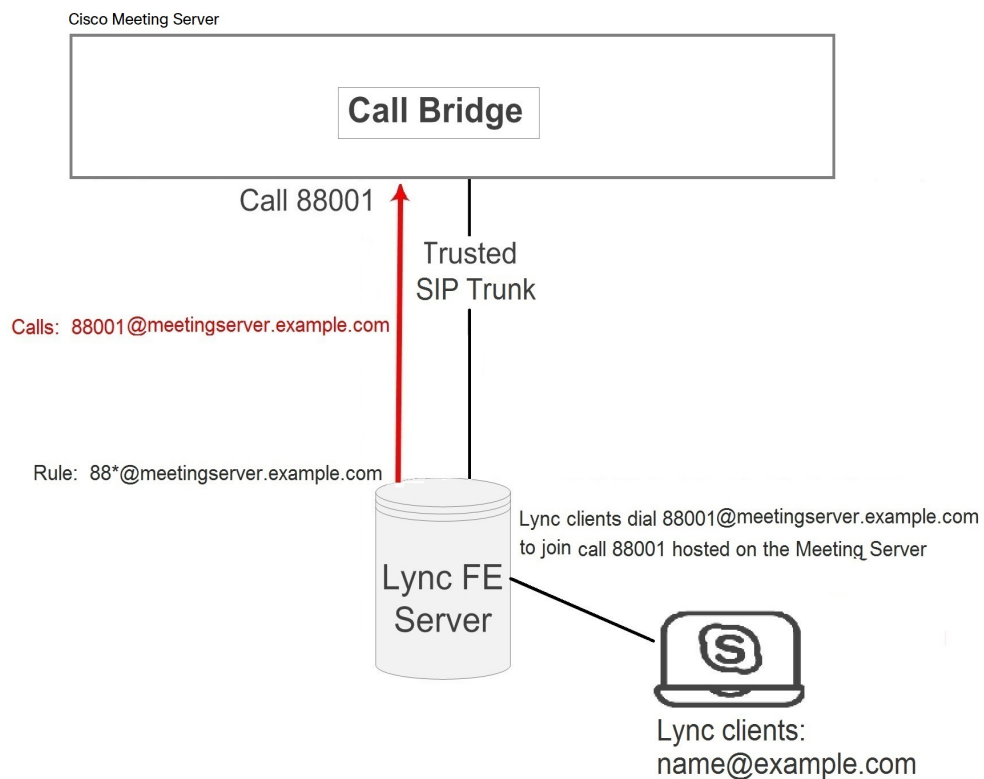 Cisco Meeting Server
Call Bridge
Call 88001
Trusted
SIP Trunk
Calls: 88001@meetingserver.example.com
Rule: 88*@meetingserver.example.com
Lync clients dial 88001@meetingserver.example.com
to join call 88001 hosted on the Meeting Server
Lync FE
Server
S
Lync clients:
name@example.com